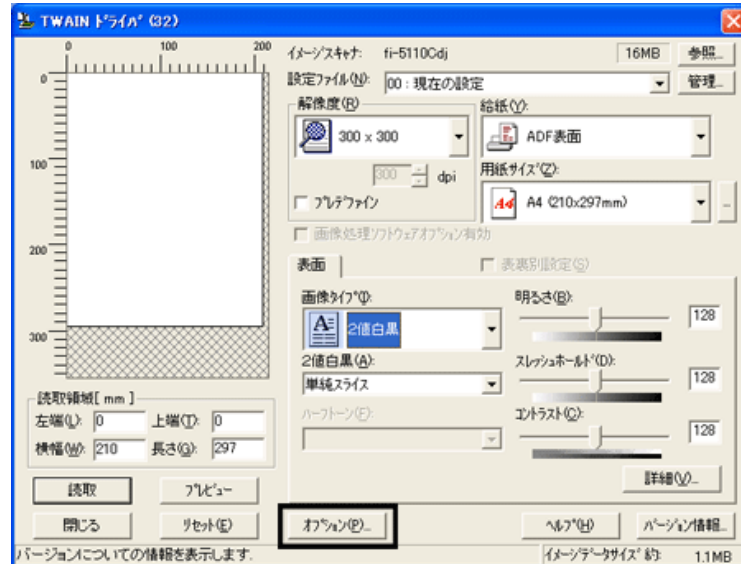 TWAIN ﾄﾞﾗｲﾊﾞ (32)
0 100 200
0
100
200
300
ｲﾒｰｼﾞｽｷｬﾅ: fi-5110Cdj 16MB 参照...
設定ﾌｧｲﾙ(N): 00 : 現在の設定 管理...
解像度(R)
300 x 300
300 dpi
ﾌﾟﾚﾃﾞﾌｧｲﾝ
給紙(Y):
ADF表面
用紙ｻｲｽﾞ(Z):
A4 A4 (210x297mm) ...
画像処理ｿﾌﾄｳｪｱｵﾌﾟｼｮﾝ有効
表面 表裏別設定(S)
画像ﾀｲﾌﾟ(I):
A 2値白黒
2値白黒(A):
単純ｽﾗｲｽ
ﾊｰﾌﾄｰﾝ(F):
明るさ(B):
128
ｽﾚｯｼｭﾎｰﾙﾄﾞ(D):
128
ｺﾝﾄﾗｽﾄ(C):
128
詳細(V)...
読取領域[ mm ]
左端(L): 0 上端(T): 0
横幅(W): 210 長さ(G): 297
読取 ﾌﾟﾚﾋﾞｭｰ
閉じる ﾘｾｯﾄ(E) ｵﾌﾟｼｮﾝ(P)... ﾍﾙﾌﾟ(H) ﾊﾞｰｼﾞｮﾝ情報...
バージョンについての情報を表示します. ｲﾒｰｼﾞﾃﾞｰﾀｻｲｽﾞ 約: 1.1MB